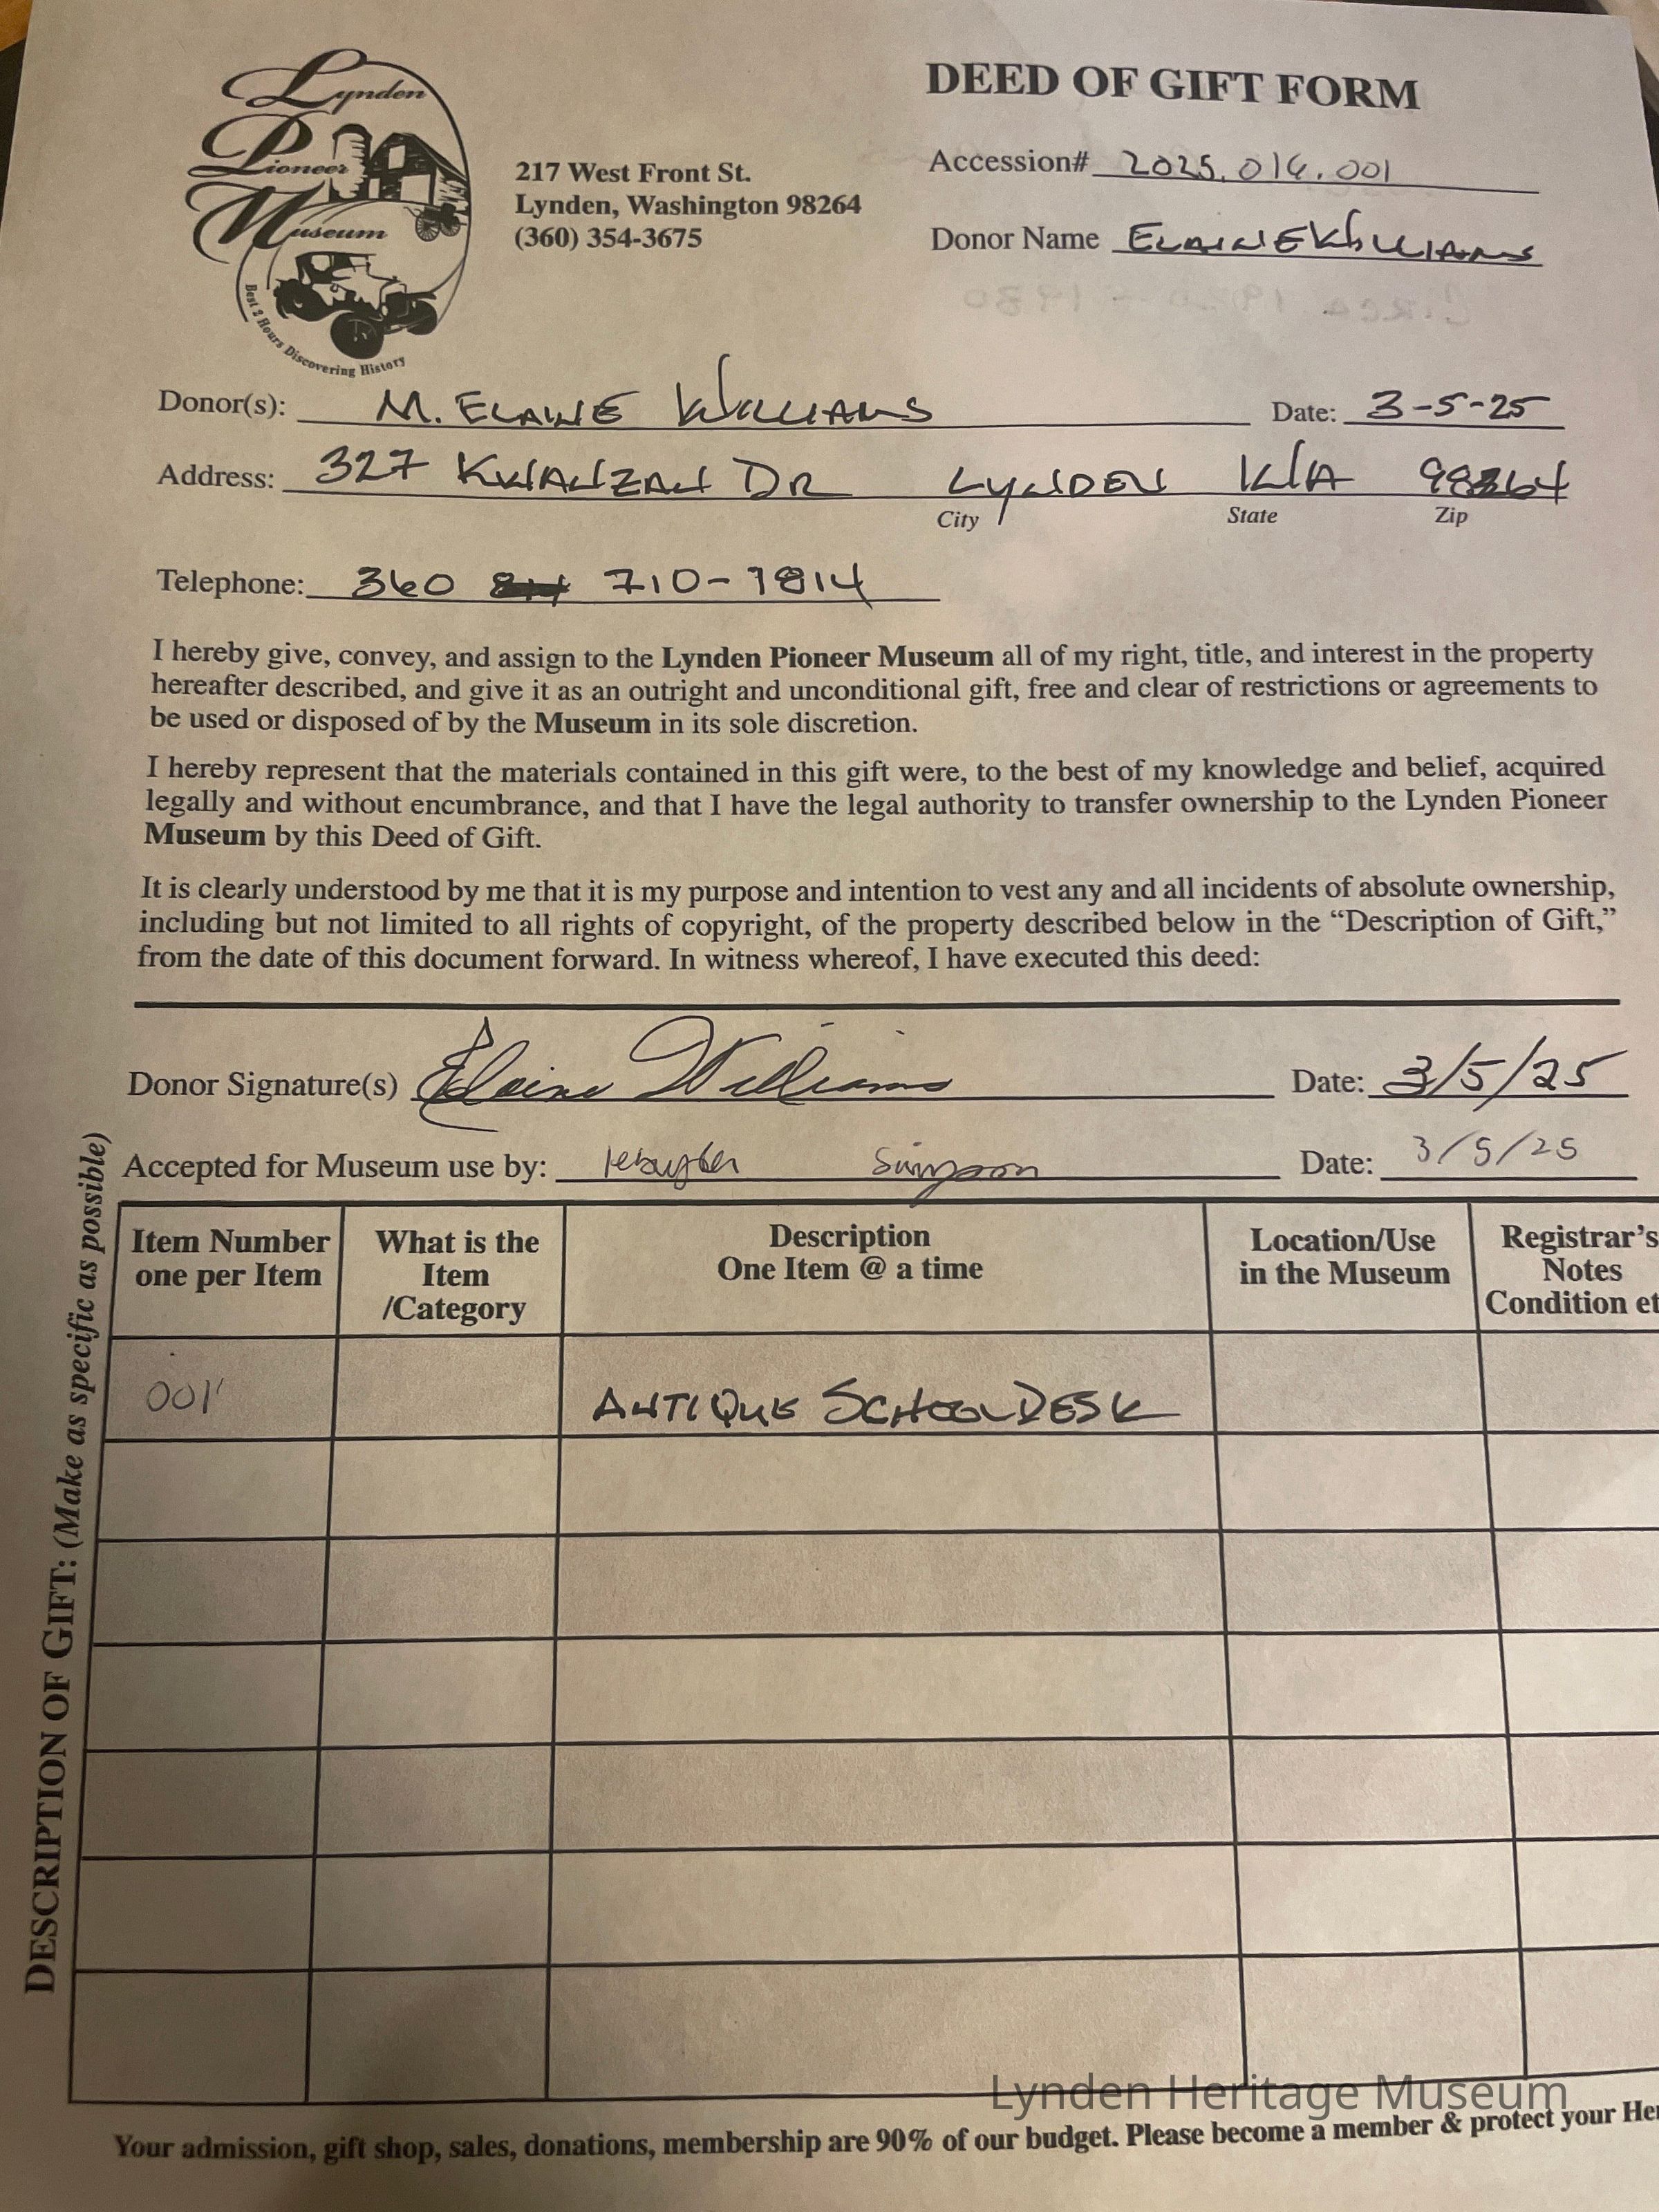 Lynden
Pioneer
Museum
Best 2 Hours Discovering History
217 West Front St.
Lynden, Washington 98264
(360) 354-3675
DEED OF GIFT FORM
Accession# 2025.016.001
Donor Name ELAINE WILLIAMS
Donor(s): M. ELAINE WILLIAMS Date: 3-5-25
Address: 327 KWANZAN DR LYNDEN WA 98264
City State Zip
Telephone: 360 710-7814
I hereby give, convey, and assign to the Lynden Pioneer Museum all of my right, title, and interest in the property
hereafter described, and give it as an outright and unconditional gift, free and clear of restrictions or agreements to
be used or disposed of by the Museum in its sole discretion.
I hereby represent that the materials contained in this gift were, to the best of my knowledge and belief, acquired
legally and without encumbrance, and that I have the legal authority to transfer ownership to the Lynden Pioneer
Museum by this Deed of Gift.
It is clearly understood by me that it is my purpose and intention to vest any and all incidents of absolute ownership,
including but not limited to all rights of copyright, of the property described below in the “Description of Gift,”
from the date of this document forward. In witness whereof, I have executed this deed:
Donor Signature(s) Elaine Williams Date: 3/5/25
Accepted for Museum use by: Simpson Date: 3/5/25
DESCRIPTION OF GIFT: (Make as specific as possible)
Item Number
one per Item
What is the
Item
/Category
Description
One Item @ a time
Location/Use
in the Museum
Registrar's
Notes
Condition et
001
ANTIQUE SCHOOL DESK
Your admission, gift shop, sales, donations, membership are 90% of our budget. Please become a member & protect your He
Lynden Heritage Museum